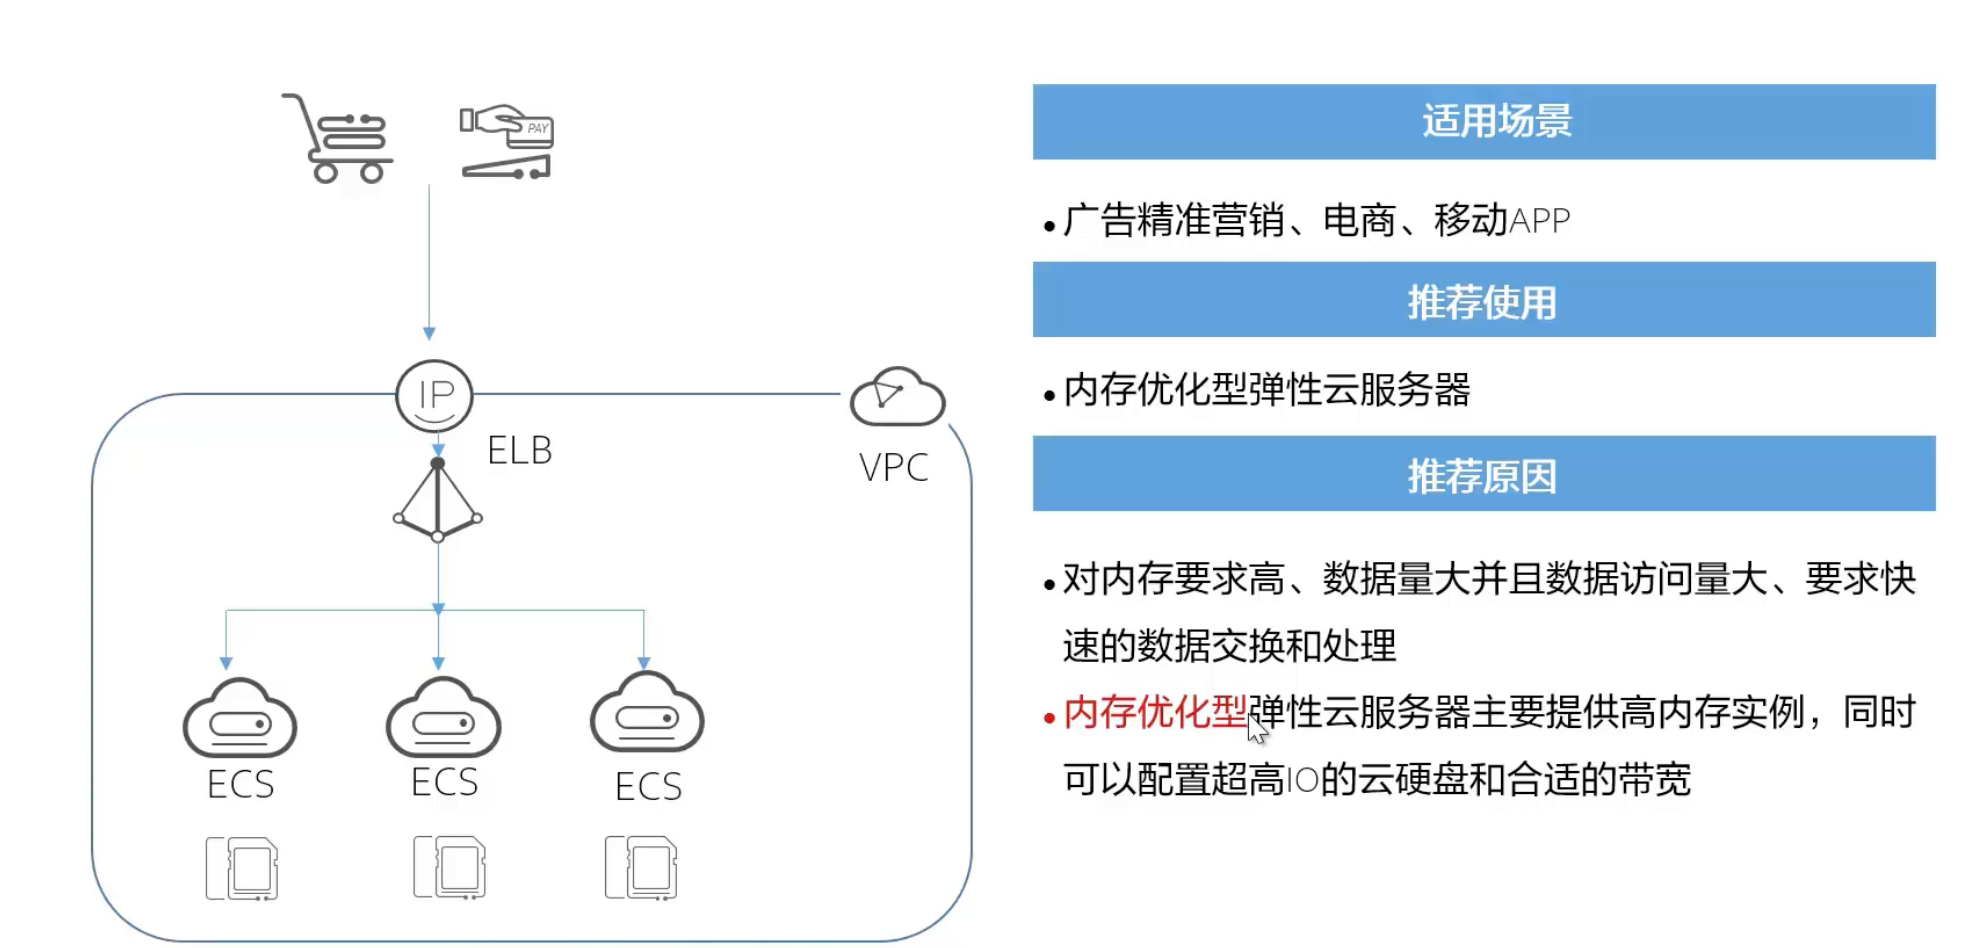 PAY
IP
ELB
VPC
ECS
ECS
ECS
适用场景
•广告精准营销、电商、移动APP
推荐使用
•内存优化型弹性云服务器
推荐原因
•对内存要求高、数据量大并且数据访问量大、要求快
速的数据交换和处理
•内存优化型弹性云服务器主要提供高内存实例，同时
可以配置超高IO的云硬盘和合适的带宽